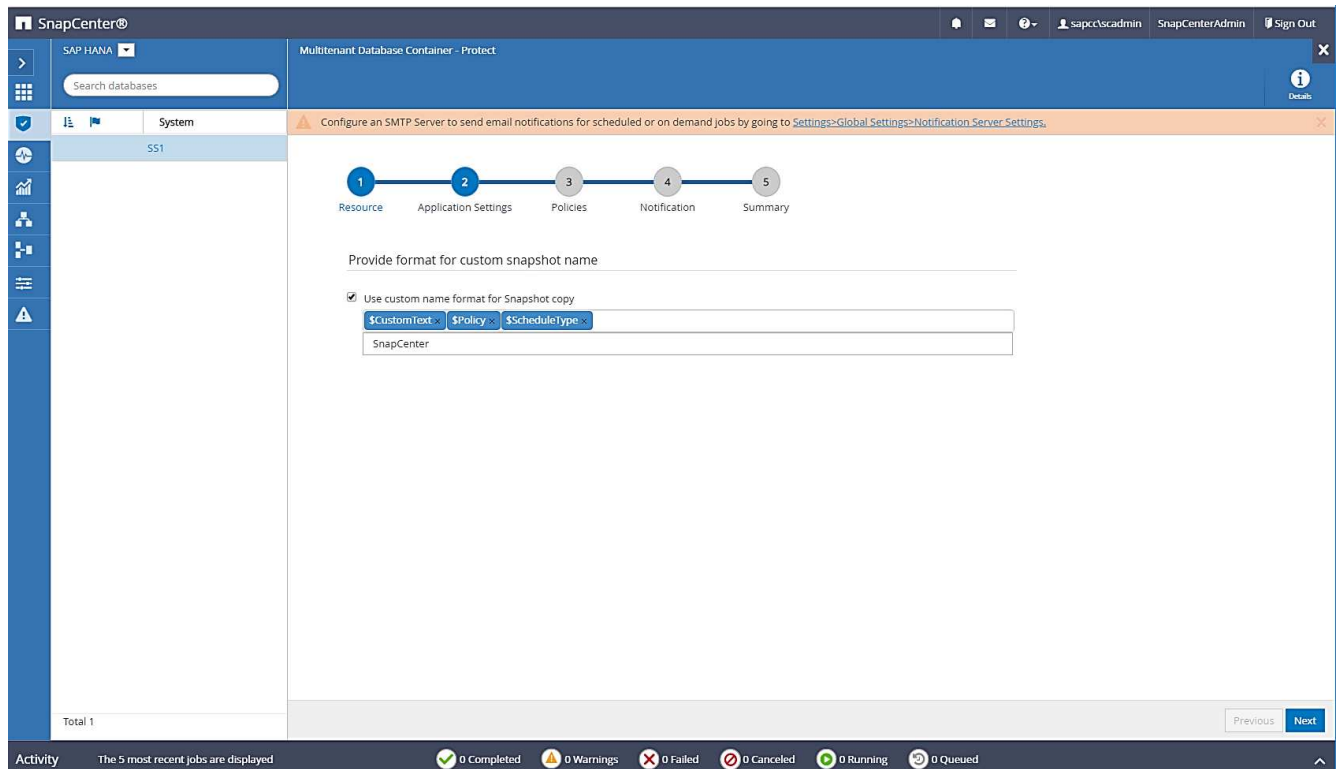 SnapCenter®
sapcc\scadmin SnapCenterAdmin Sign Out
SAP HANA
Multitenant Database Container - Protect
Search databases
Details
System
Configure an SMTP Server to send email notifications for scheduled or on demand jobs by going to Settings>Global Settings>Notification Server Settings.
SS1
1 2 3 4 5
Resource Application Settings Policies Notification Summary
Provide format for custom snapshot name
Use custom name format for Snapshot copy
$CustomText × $Policy × $ScheduleType ×
SnapCenter
Total 1
Previous Next
Activity The 5 most recent jobs are displayed 0 Completed 0 Warnings 0 Failed 0 Canceled 0 Running 0 Queued